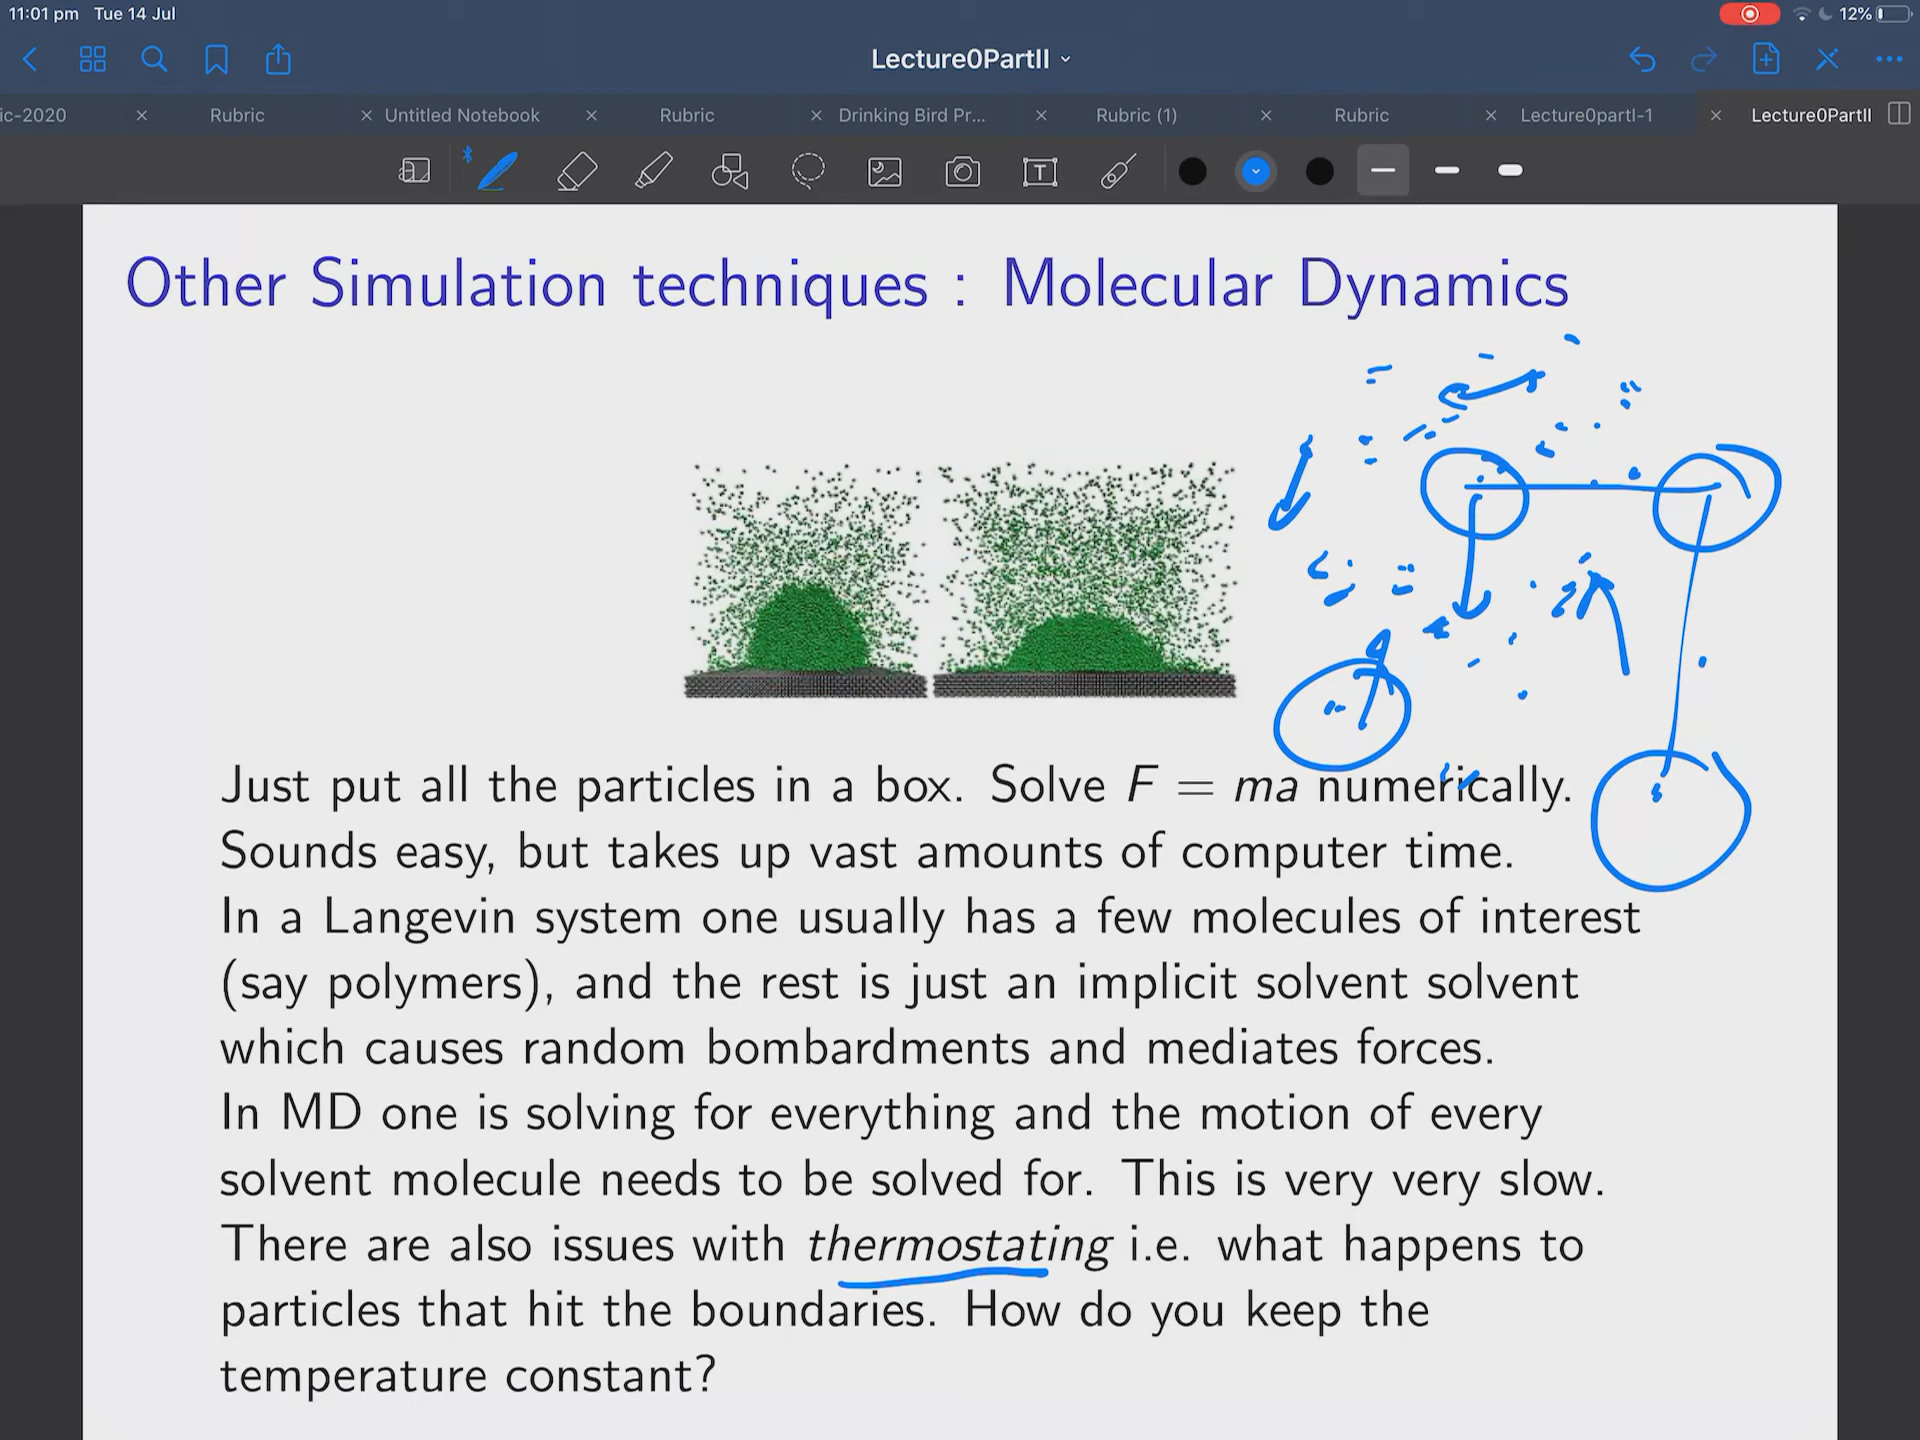 11:01 pm Tue 14 Jul
12%
Lecture0PartII
ic-2020
Rubric
Untitled Notebook
Rubric
Drinking Bird Pr...
Rubric (1)
Rubric
Lecture0partI-1
Lecture0PartII
Other Simulation techniques : Molecular Dynamics
Just put all the particles in a box. Solve F = ma numerically.
Sounds easy, but takes up vast amounts of computer time.
In a Langevin system one usually has a few molecules of interest
(say polymers), and the rest is just an implicit solvent solvent
which causes random bombardments and mediates forces.
In MD one is solving for everything and the motion of every
solvent molecule needs to be solved for. This is very very slow.
There are also issues with thermostating i.e. what happens to
particles that hit the boundaries. How do you keep the
temperature constant?